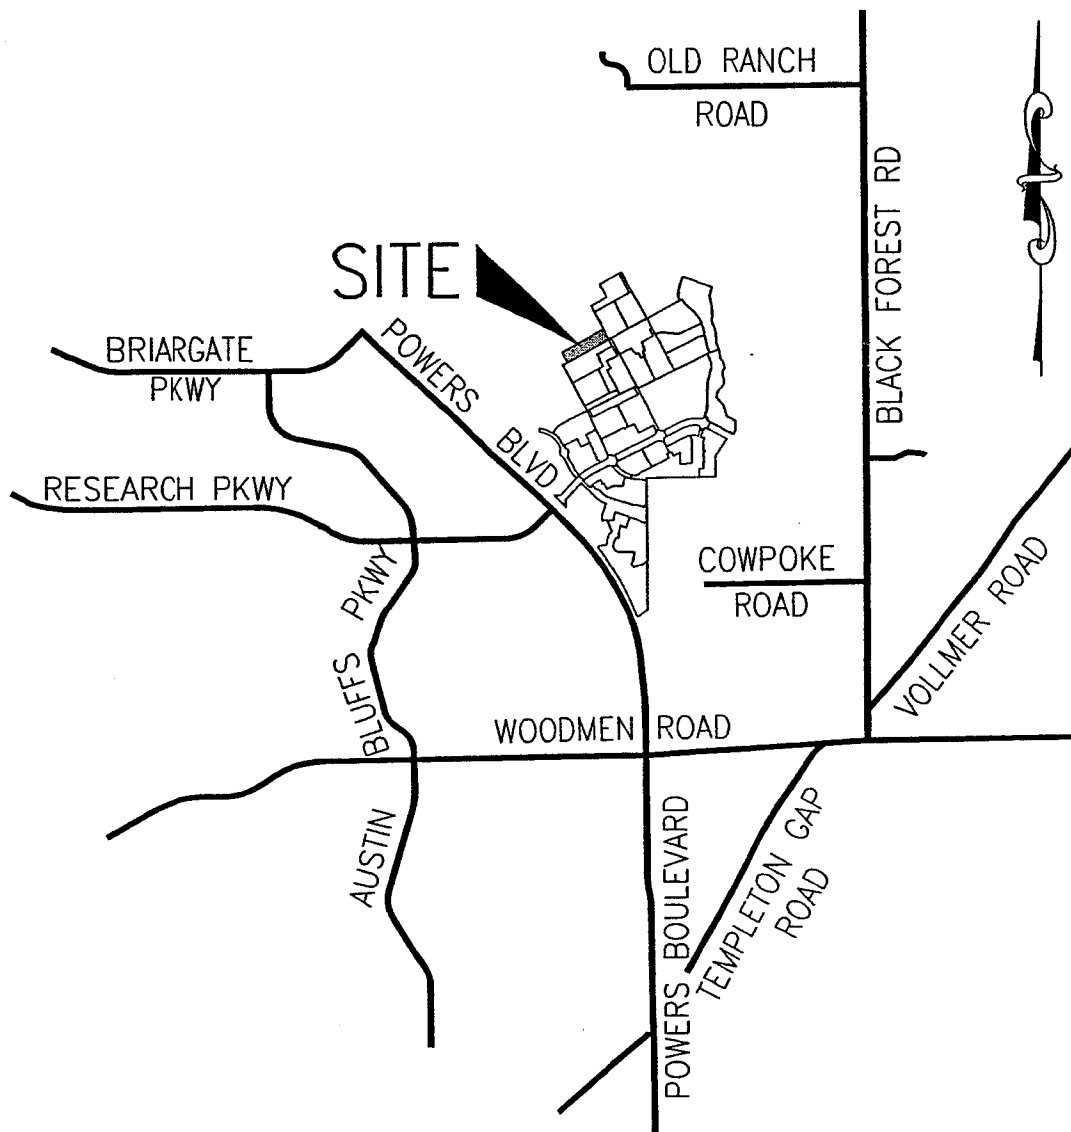 OLD RANCH
ROAD
BLACK FOREST RD
SITE
POWERS BLVD
BRIARGATE
PKWY
RESEARCH PKWY
COWPOKE
ROAD
VOLLMER ROAD
WOODMEN ROAD
AUSTIN BLUFFS PKWY
POWERS BOULEVARD
TEMPLETON GAP
ROAD